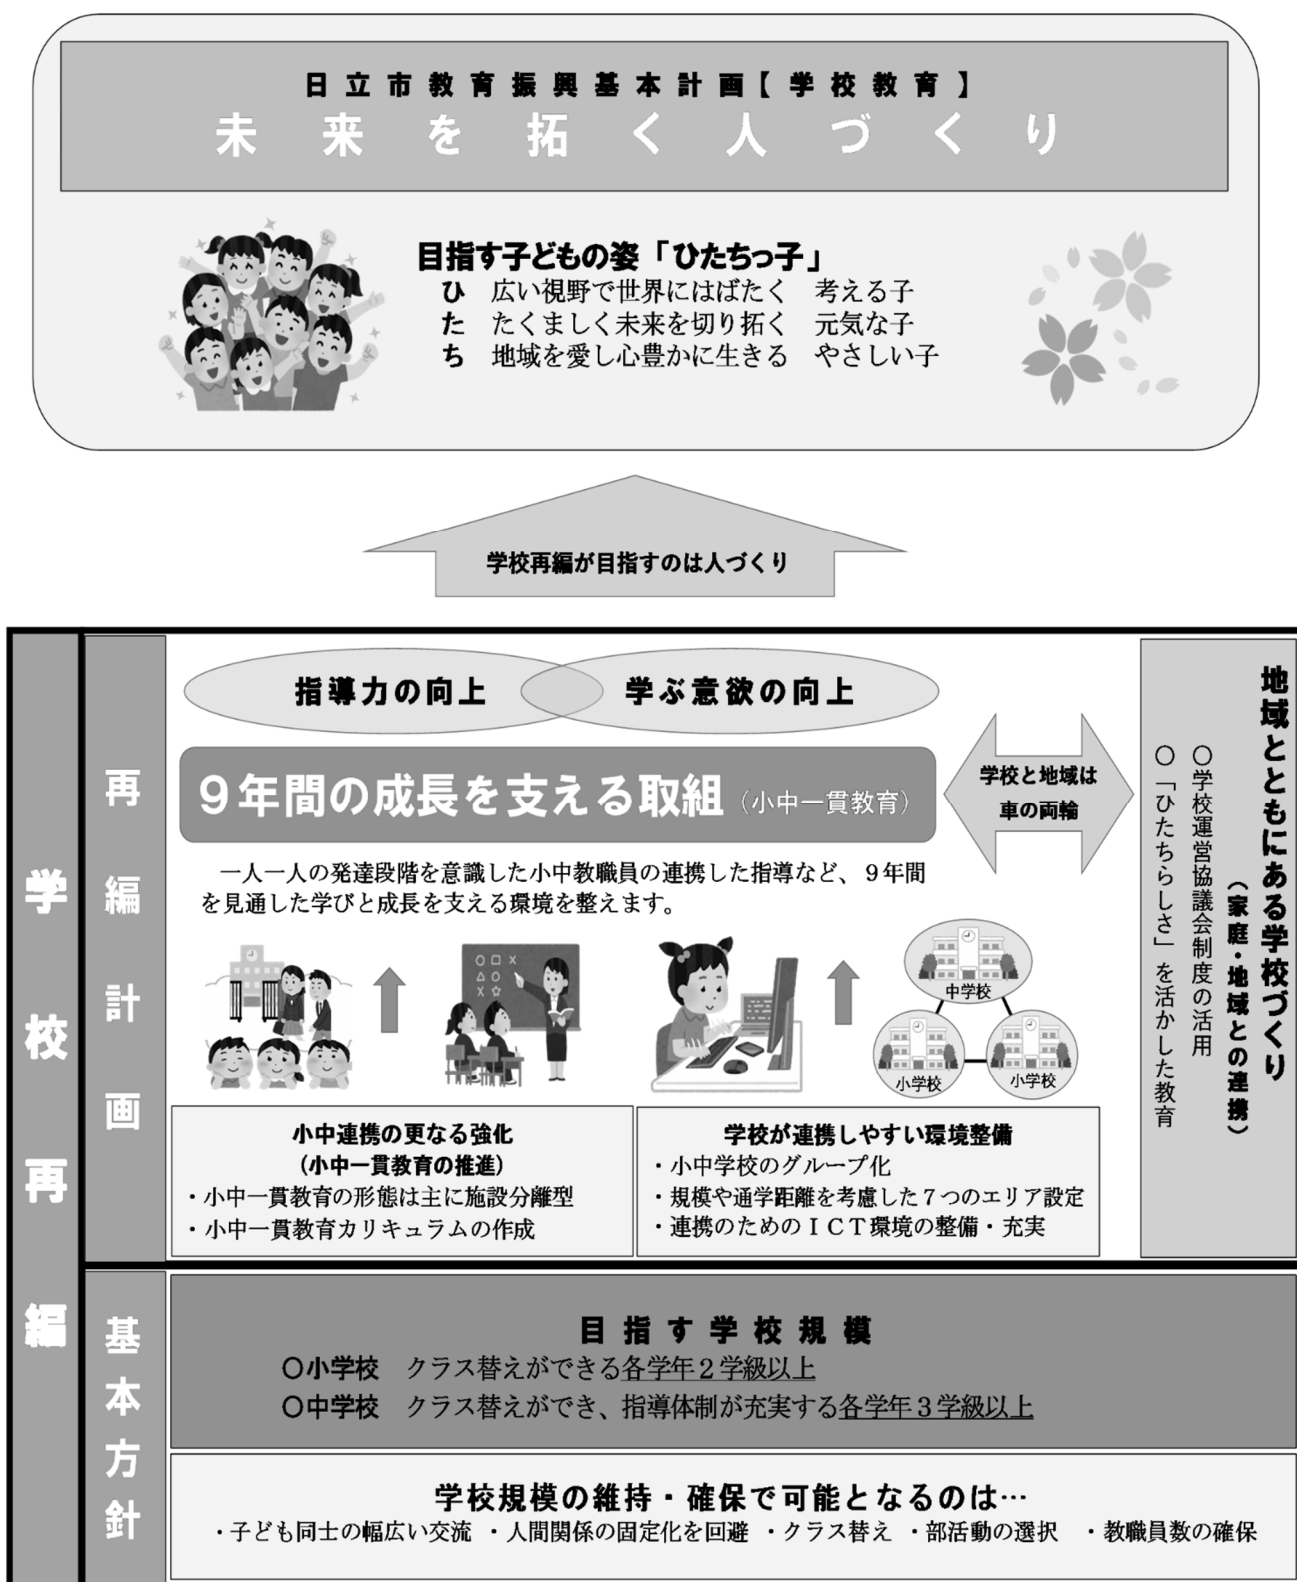 日立市教育振興基本計画【学校教育】
未来を拓く人づくり
目指す子どもの姿「ひたちっ子」
ひ 広い視野で世界にはばたく 考える子
た たくましく未来を切り拓く 元気な子
ち 地域を愛し心豊かに生きる やさしい子
学校再編が目指すのは人づくり
学校再編
再編計画
指導力の向上
学ぶ意欲の向上
９年間の成長を支える取組（小中一貫教育）
一人一人の発達段階を意識した小中教職員の連携した指導など、９年間
を見通した学びと成長を支える環境を整えます。
中学校
小学校
小学校
小中連携の更なる強化
（小中一貫教育の推進）
・小中一貫教育の形態は主に施設分離型
・小中一貫教育カリキュラムの作成
学校が連携しやすい環境整備
・小中学校のグループ化
・規模や通学距離を考慮した７つのエリア設定
・連携のためのＩＣＴ環境の整備・充実
学校と地域は
車の両輪
地域とともにある学校づくり
（家庭・地域との連携）
〇学校運営協議会制度の活用
〇「ひたちらしさ」を活かした教育
基本方針
目指す学校規模
〇小学校 クラス替えができる各学年２学級以上
〇中学校 クラス替えができ、指導体制が充実する各学年３学級以上
学校規模の維持・確保で可能となるのは…
・子ども同士の幅広い交流 ・人間関係の固定化を回避 ・クラス替え ・部活動の選択 ・教職員数の確保